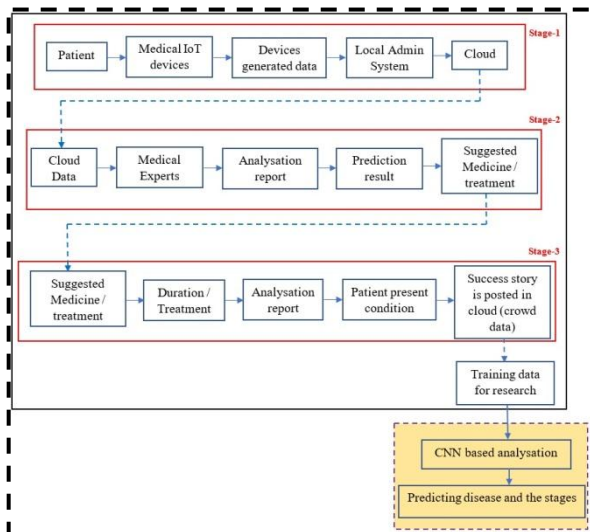 Stage-1
Patient
Medical IoT
devices
Devices
generated data
Local Admin
System
Cloud
Stage-2
Cloud
Data
Medical
Experts
Analysation
report
Prediction
result
Suggested
Medicine /
treatment
Stage-3
Suggested
Medicine /
treatment
Duration /
Treatment
Analysation
report
Patient present
condition
Success story
is posted in
cloud (crowd
data)
Training data
for research
CNN based analysation
Predicting disease and the stages